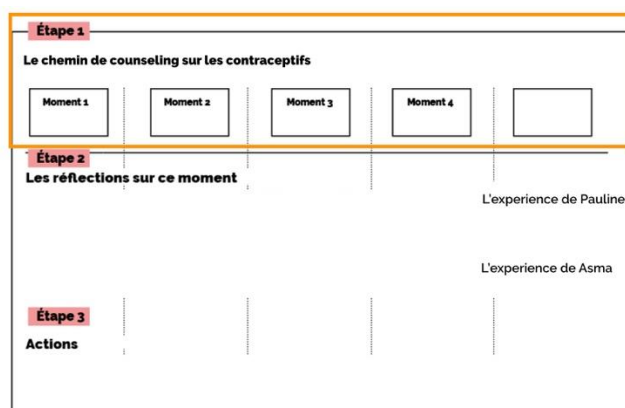 Étape 1
Le chemin de counseling sur les contraceptifs
Moment 1 Moment 2 Moment 3 Moment 4
Étape 2
Les réflections sur ce moment
L'experience de Pauline
L'experience de Asma
Étape 3
Actions